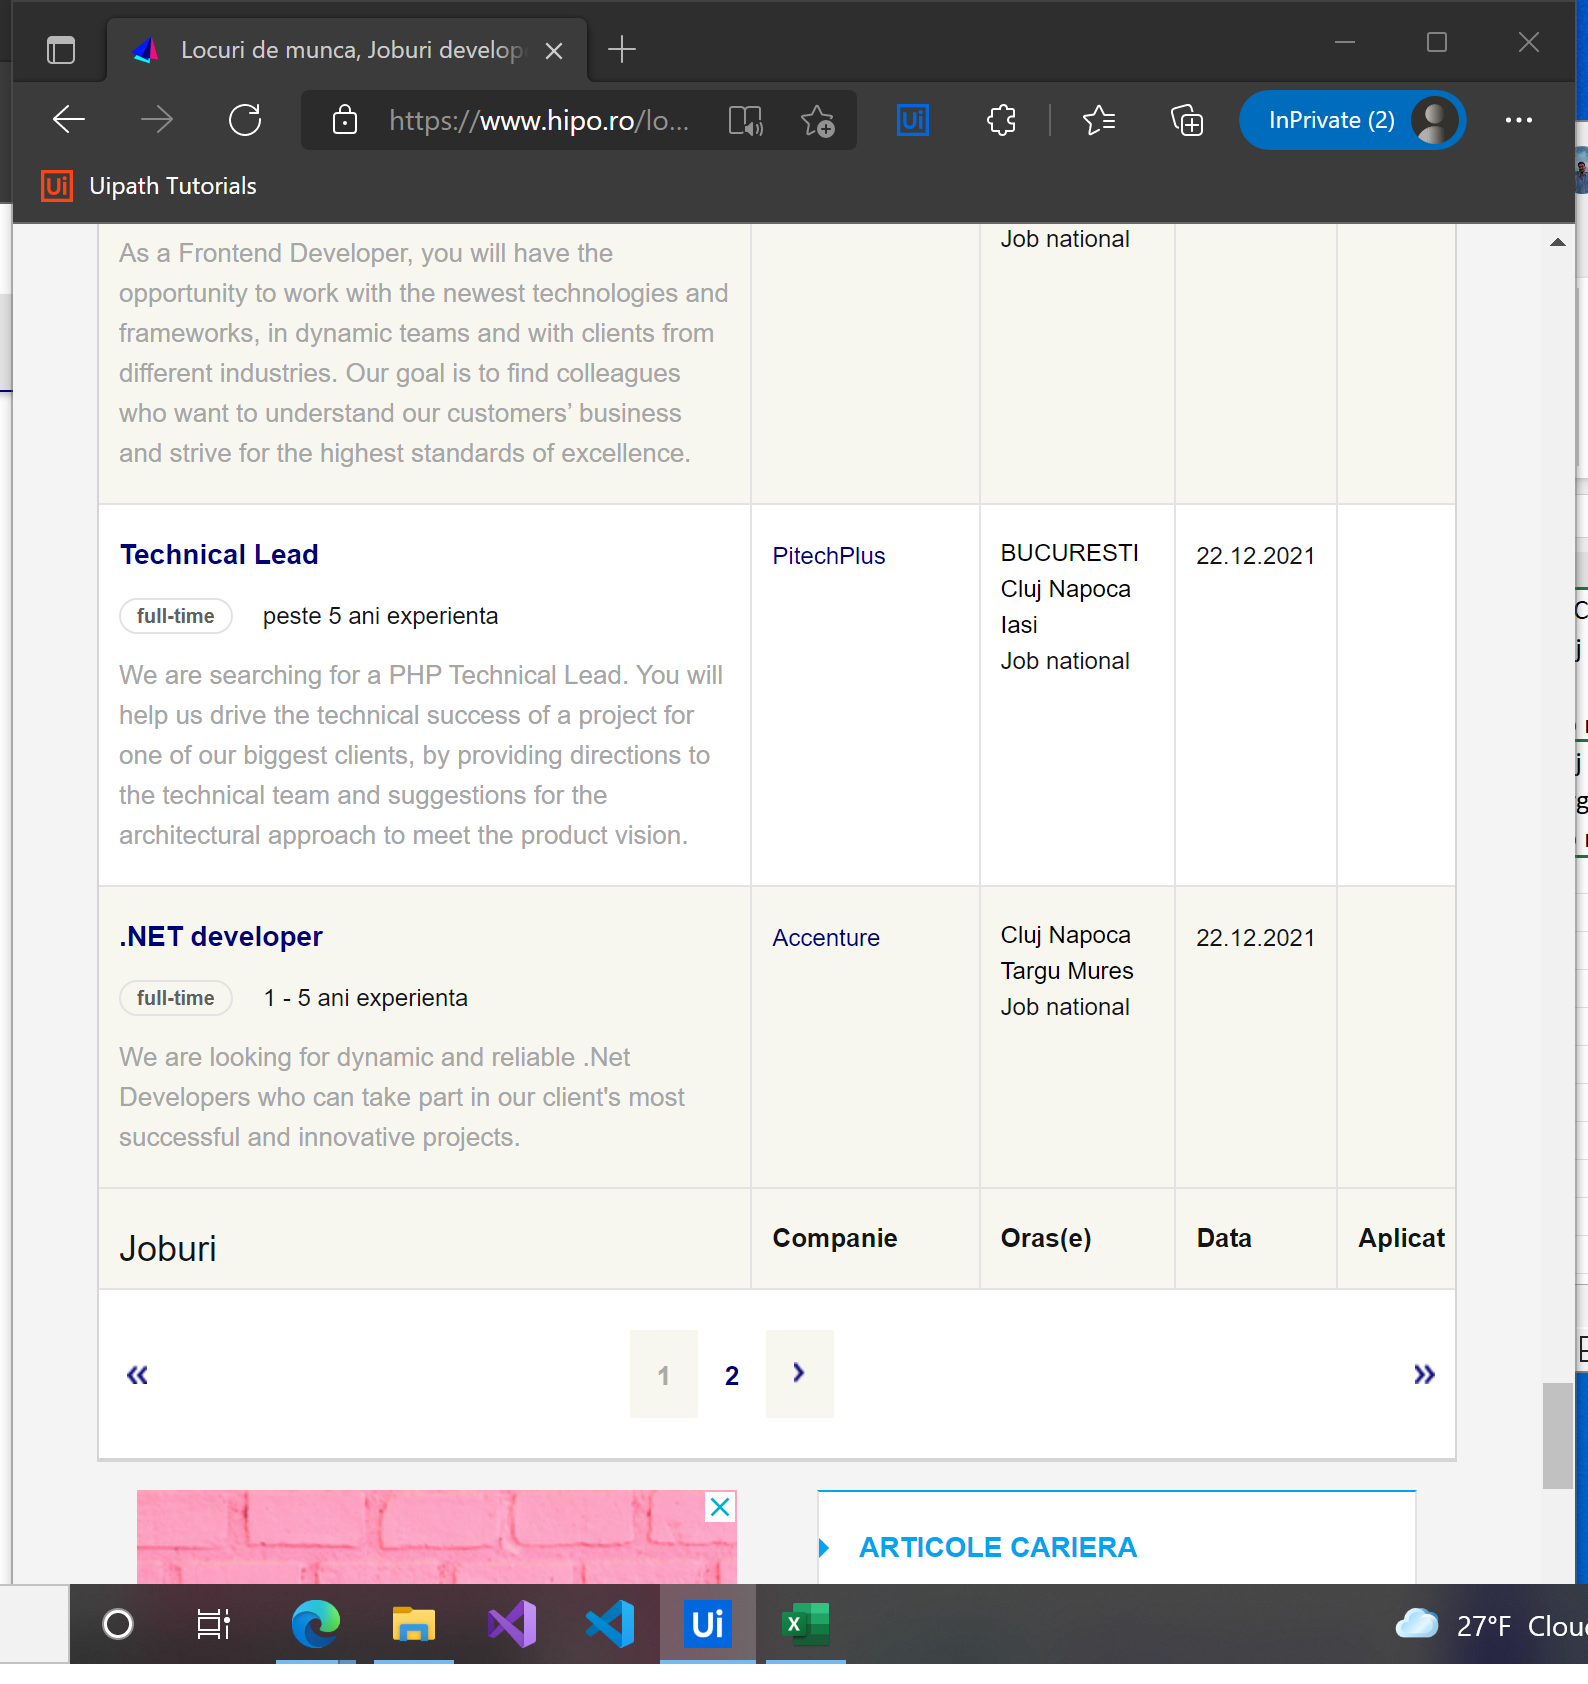 Locuri de munca, Joburi develop
https://www.hipo.ro/lo...
InPrivate (2)
Ui
Ui Uipath Tutorials
As a Frontend Developer, you will have the
opportunity to work with the newest technologies and
frameworks, in dynamic teams and with clients from
different industries. Our goal is to find colleagues
who want to understand our customers’ business
and strive for the highest standards of excellence.
Job national
Technical Lead
full-time peste 5 ani experienta
We are searching for a PHP Technical Lead. You will
help us drive the technical success of a project for
one of our biggest clients, by providing directions to
the technical team and suggestions for the
architectural approach to meet the product vision.
PitechPlus
BUCURESTI
Cluj Napoca
Iasi
Job national
22.12.2021
.NET developer
full-time 1 - 5 ani experienta
We are looking for dynamic and reliable .Net
Developers who can take part in our client's most
successful and innovative projects.
Accenture
Cluj Napoca
Targu Mures
Job national
22.12.2021
Joburi Companie Oras(e) Data Aplicat
« 1 2 › »
ARTICOLE CARIERA
Ui
X
27°F